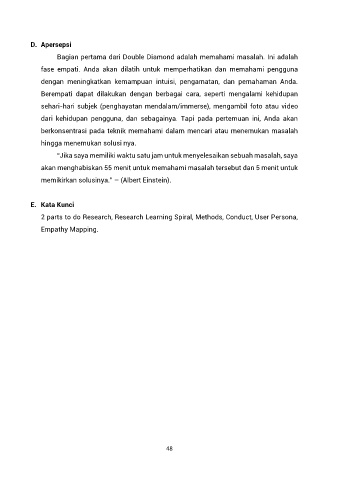 D. Apersepsi
Bagian pertama dari Double Diamond adalah memahami masalah. Ini adalah
fase empati. Anda akan dilatih untuk memperhatikan dan memahami pengguna
dengan meningkatkan kemampuan intuisi, pengamatan, dan pemahaman Anda.
Berempati dapat dilakukan dengan berbagai cara, seperti mengalami kehidupan
sehari-hari subjek (penghayatan mendalam/immerse), mengambil foto atau video
dari kehidupan pengguna, dan sebagainya. Tapi pada pertemuan ini, Anda akan
berkonsentrasi pada teknik memahami dalam mencari atau menemukan masalah
hingga menemukan solusi nya.
"Jika saya memiliki waktu satu jam untuk menyelesaikan sebuah masalah, saya
akan menghabiskan 55 menit untuk memahami masalah tersebut dan 5 menit untuk
memikirkan solusinya." – (Albert Einstein).
E. Kata Kunci
2 parts to do Research, Research Learning Spiral, Methods, Conduct, User Persona,
Empathy Mapping.
48